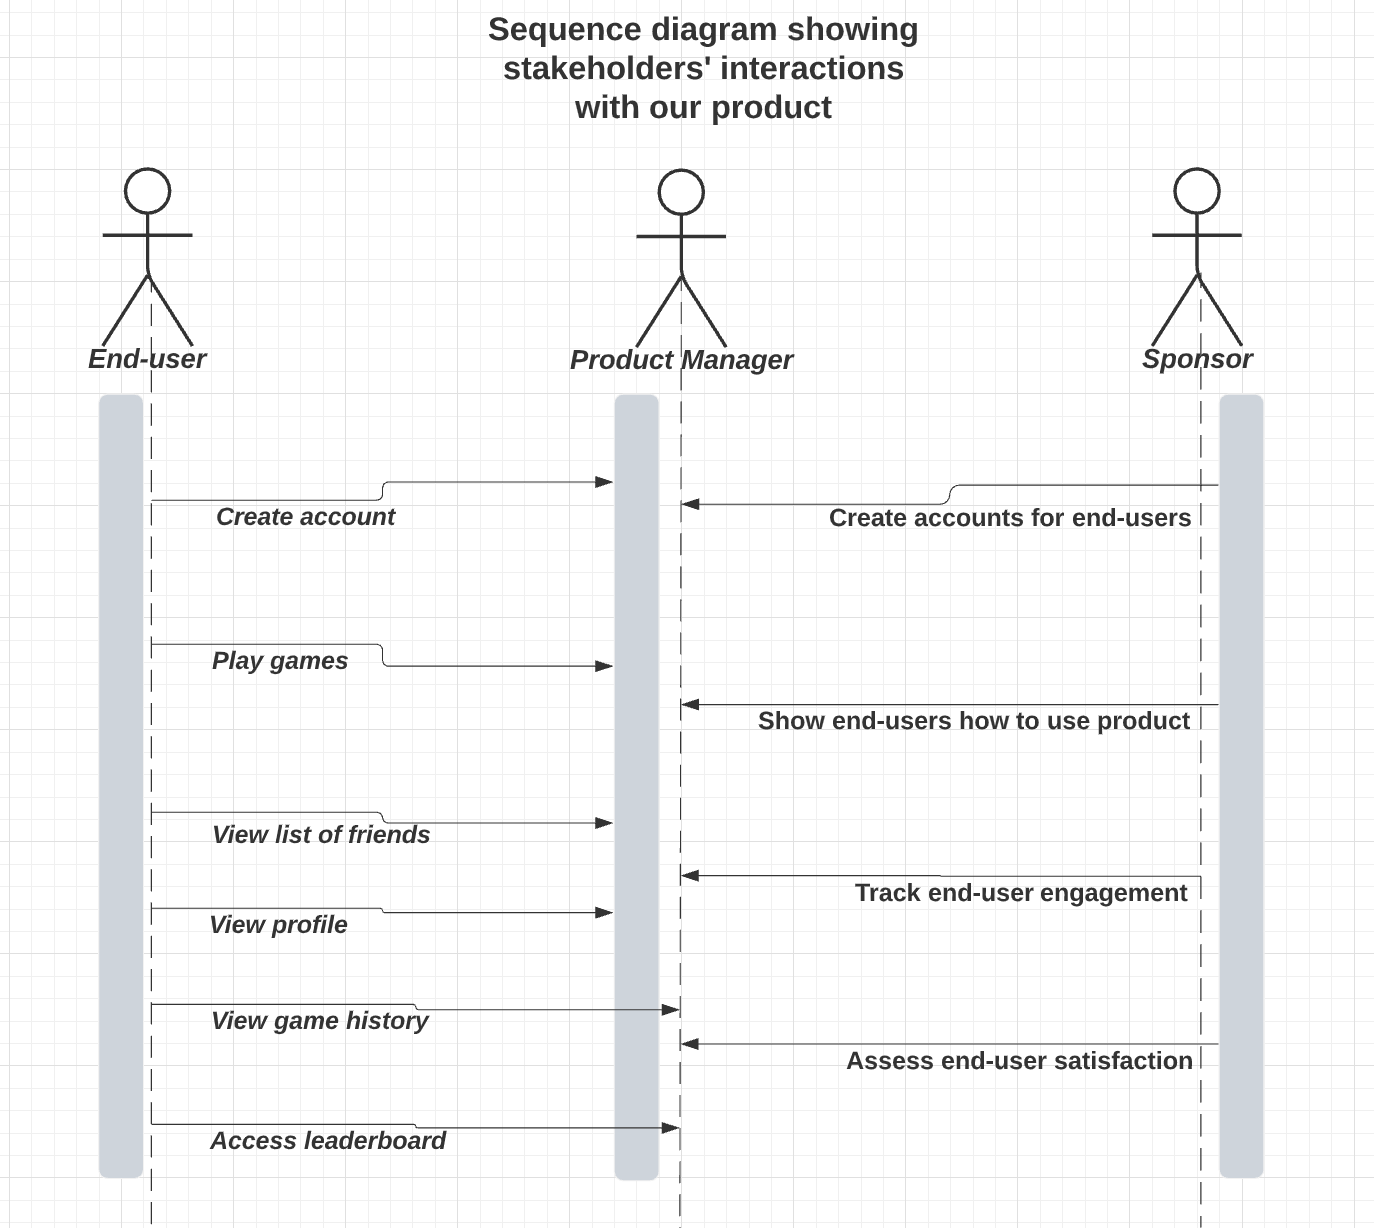 Sequence diagram showing
stakeholders' interactions
with our product
End-user
Product Manager
Sponsor
Create account
Create accounts for end-users
Play games
Show end-users how to use product
View list of friends
Track end-user engagement
View profile
View game history
Assess end-user satisfaction
Access leaderboard